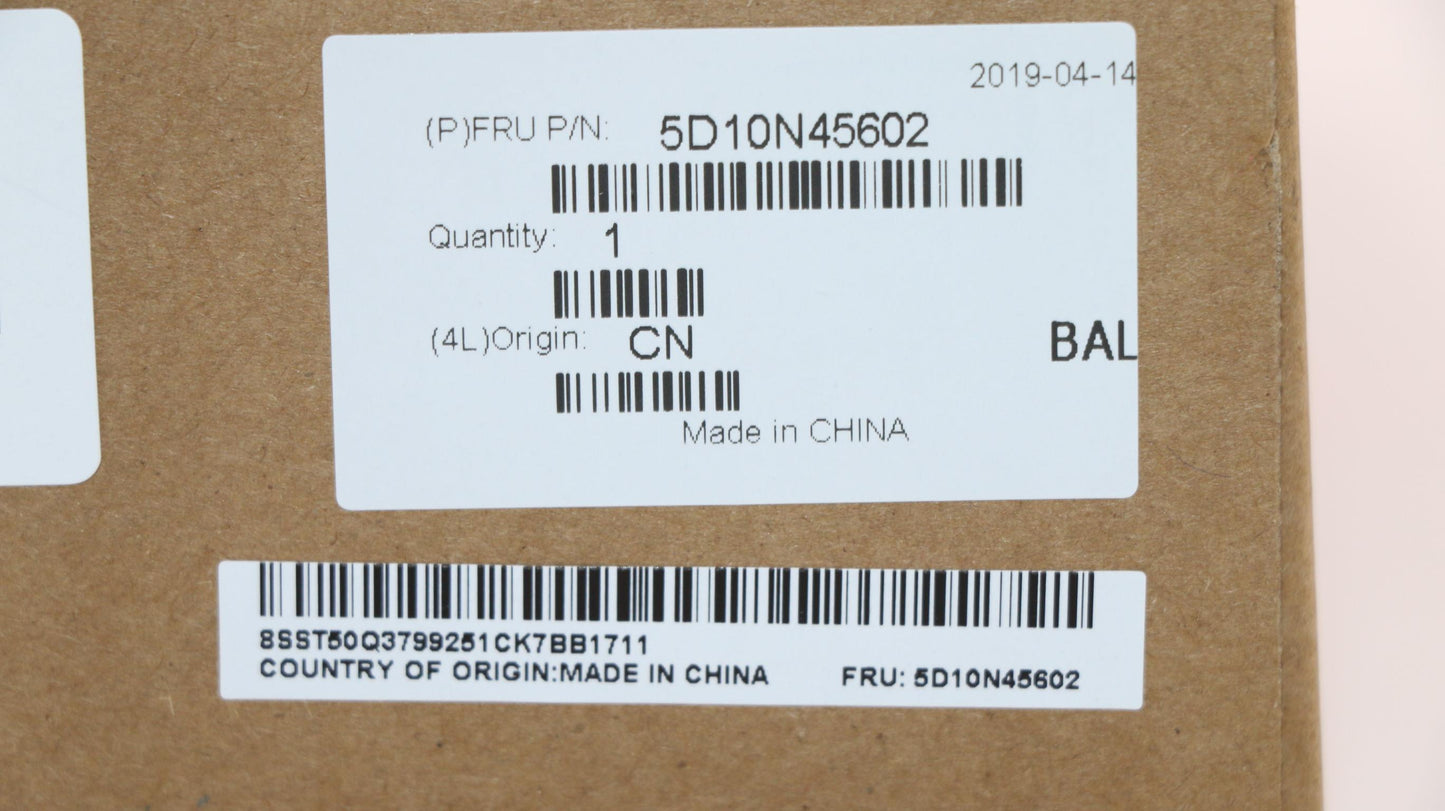 2019-04-14
(P)FRU P/N: 5D10N45602
Quantity: 1
(4L)Origin: CN
BAL
Made in CHINA
8SST50Q3799251CK7BB1711
COUNTRY OF ORIGIN:MADE IN CHINA FRU: 5D10N45602